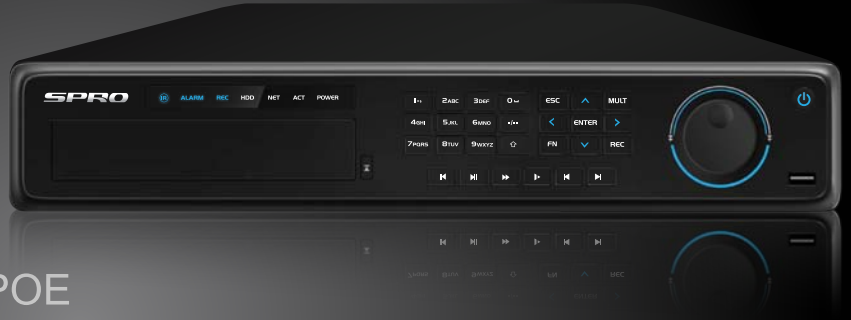 SPRO
IR ALARM REC HDD NET ACT POWER
2ABC 3DEF ESC MULT
4GHI 5JKL 6MNO ENTER
7PQRS 8TUV 9WXYZ FN REC
POE